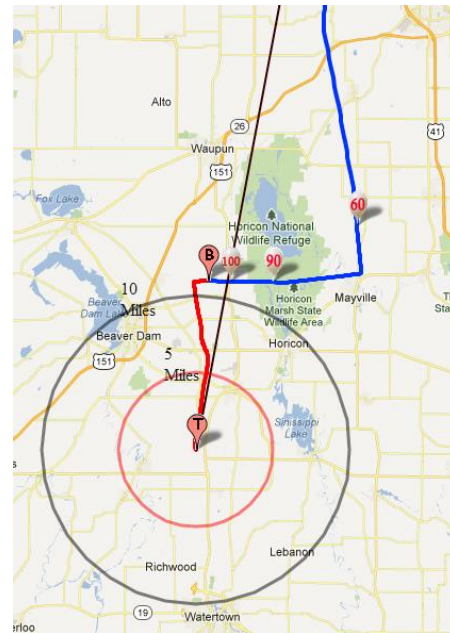 Alto
26
41
Waupun
151
Fox Lake
60
Horicon National
Wildlife Refuge
B
100
90
10
Miles
Horicon
Marsh State
Wildlife Area
Mayville
Beaver
Dam Lake
Beaver Dam
Horicon
5
Miles
151
T
Sinissippi
Lake
Lebanon
Richwood
19
Watertown